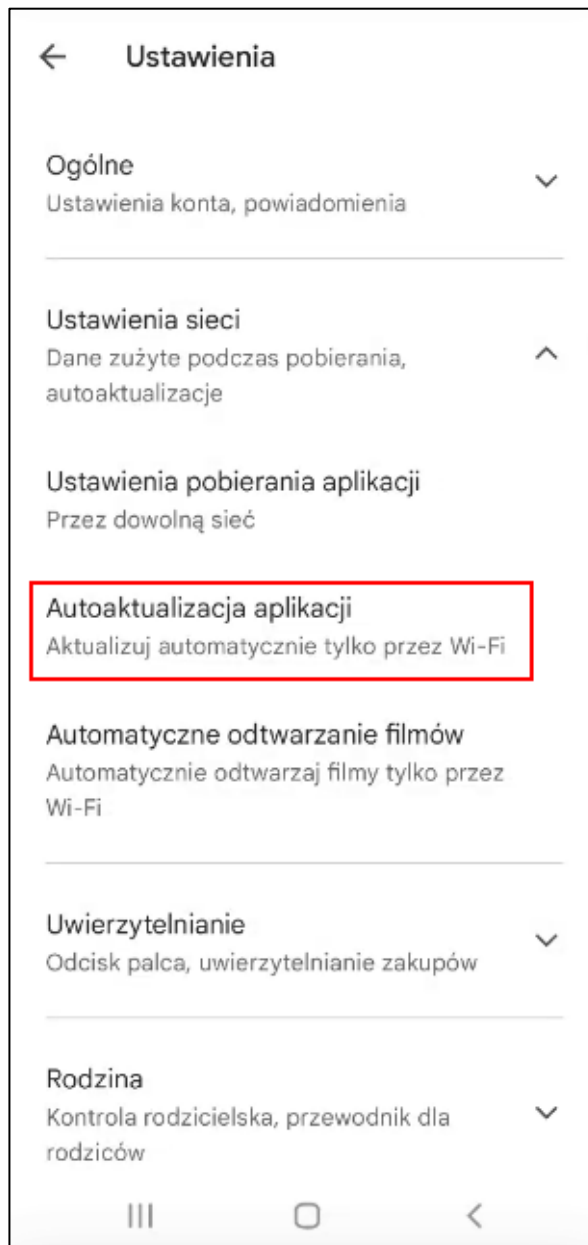 Ustawienia
Ogólne
Ustawienia konta, powiadomienia
Ustawienia sieci
Dane zużyte podczas pobierania,
autoaktualizacje
Ustawienia pobierania aplikacji
Przez dowolną sieć
Autoaktualizacja aplikacji
Aktualizuj automatycznie tylko przez Wi-Fi
Automatyczne odtwarzanie filmów
Automatycznie odtwarzaj filmy tylko przez
Wi-Fi
Uwierzytelnianie
Odcisk palca, uwierzytelnianie zakupów
Rodzina
Kontrola rodzicielska, przewodnik dla
rodziców